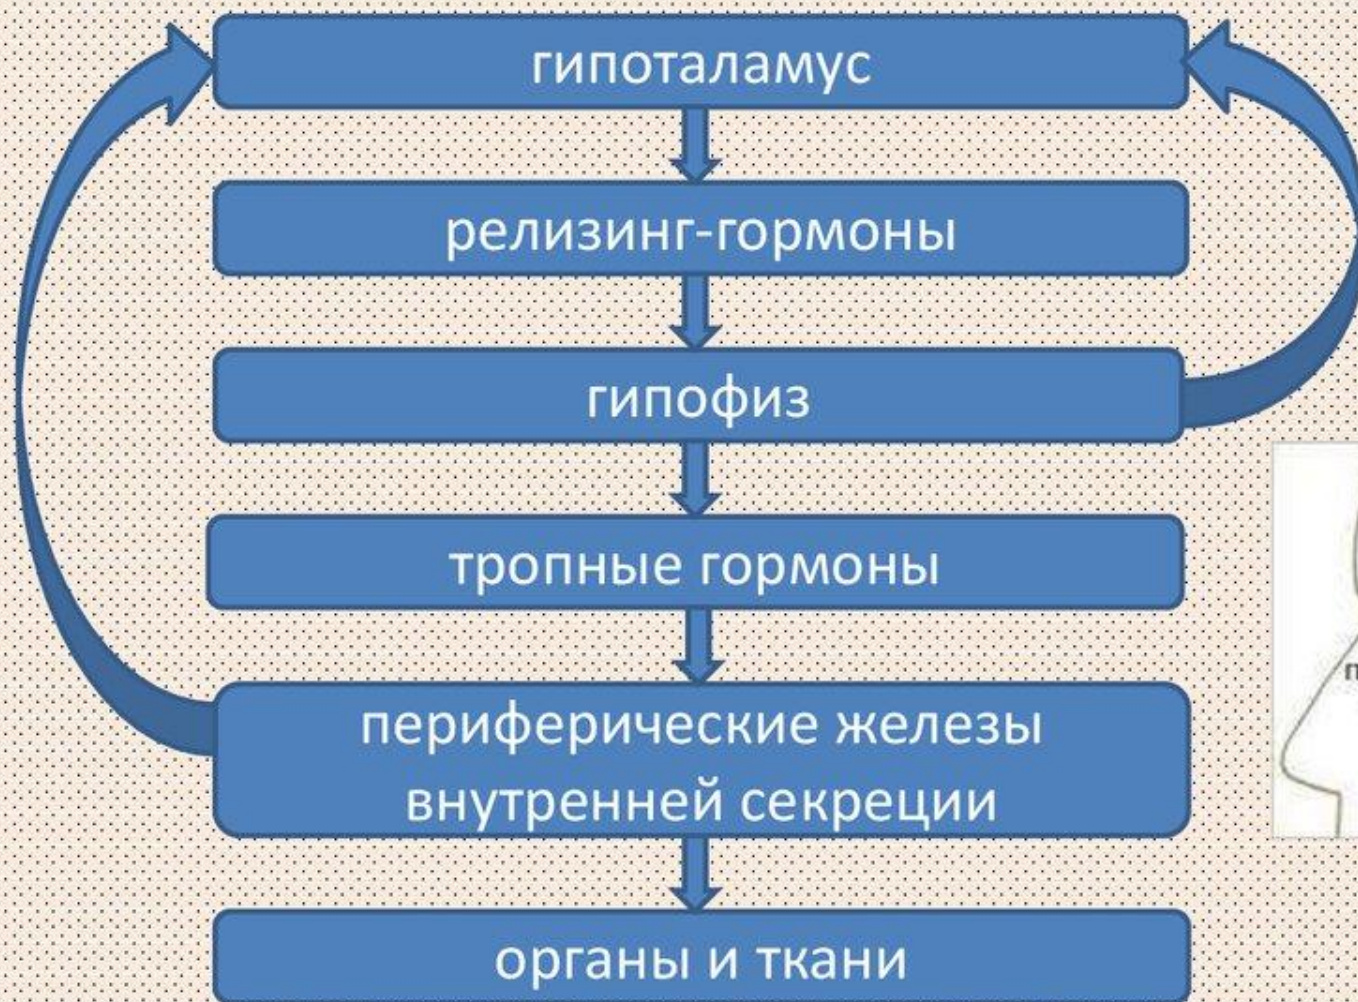 гипоталамус
релизинг-гормоны
гипофиз
тропные гормоны
периферические железы
внутренней секреции
органы и ткани